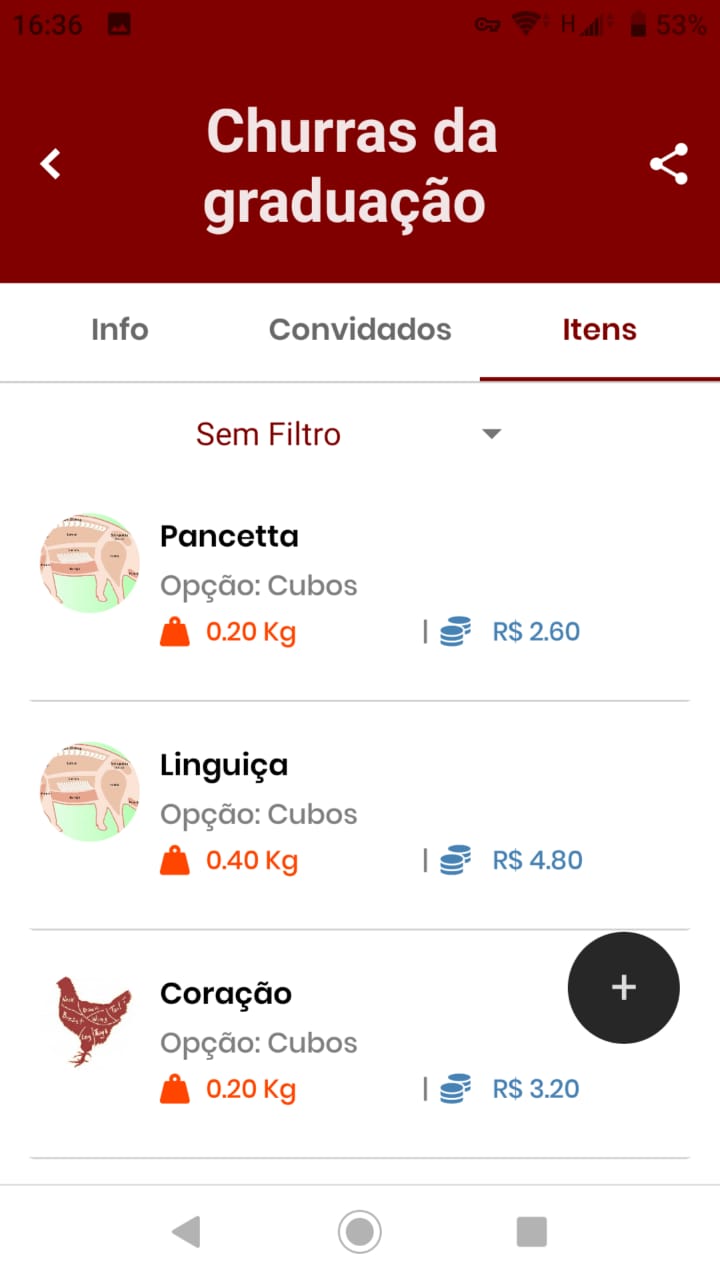 16:36 H 53%
Churras da
graduação
Info Convidados Itens
Sem Filtro
Pancetta
Opção: Cubos
0.20 Kg | R$ 2.60
Linguiça
Opção: Cubos
0.40 Kg | R$ 4.80
Coração
+
Opção: Cubos
0.20 Kg | R$ 3.20